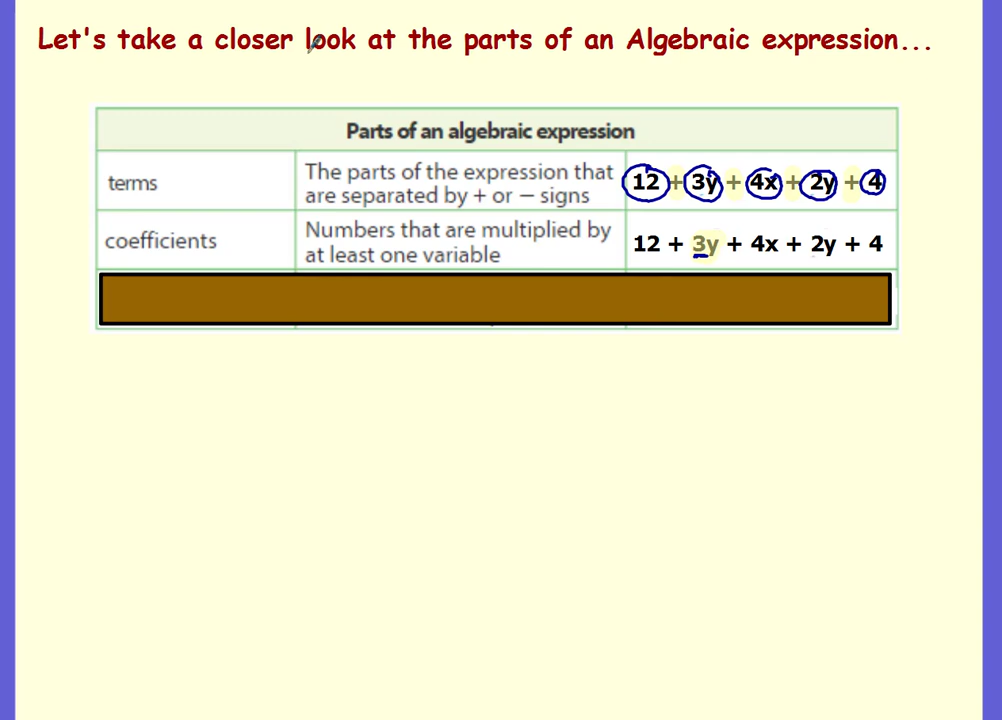 Let's take a closer look at the parts of an Algebraic expression...
Parts of an algebraic expression
terms
The parts of the expression that
are separated by + or − signs
12 + 3y + 4x + 2y + 4
coefficients
Numbers that are multiplied by
at least one variable
12 + 3y + 4x + 2y + 4